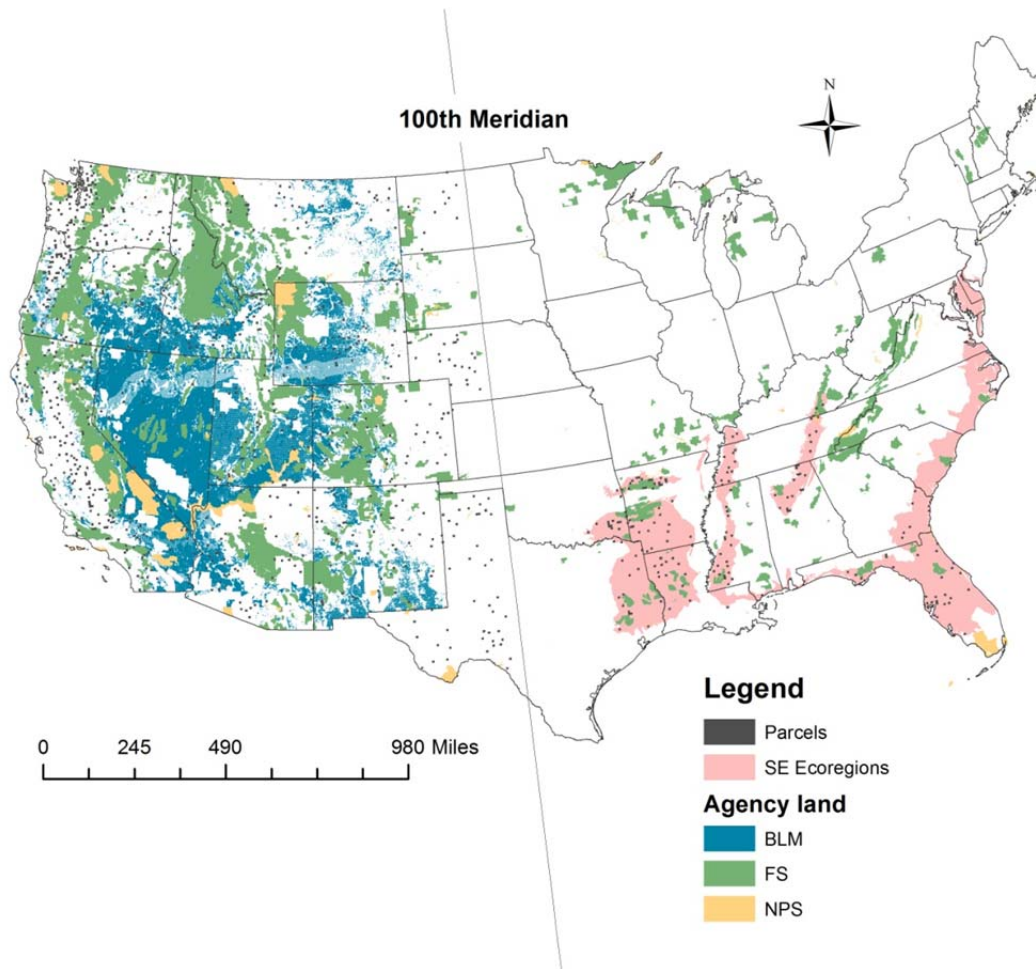 N
100th Meridian
0 245 490 980 Miles
Legend
Parcels
SE Ecoregions
Agency land
BLM
FS
NPS